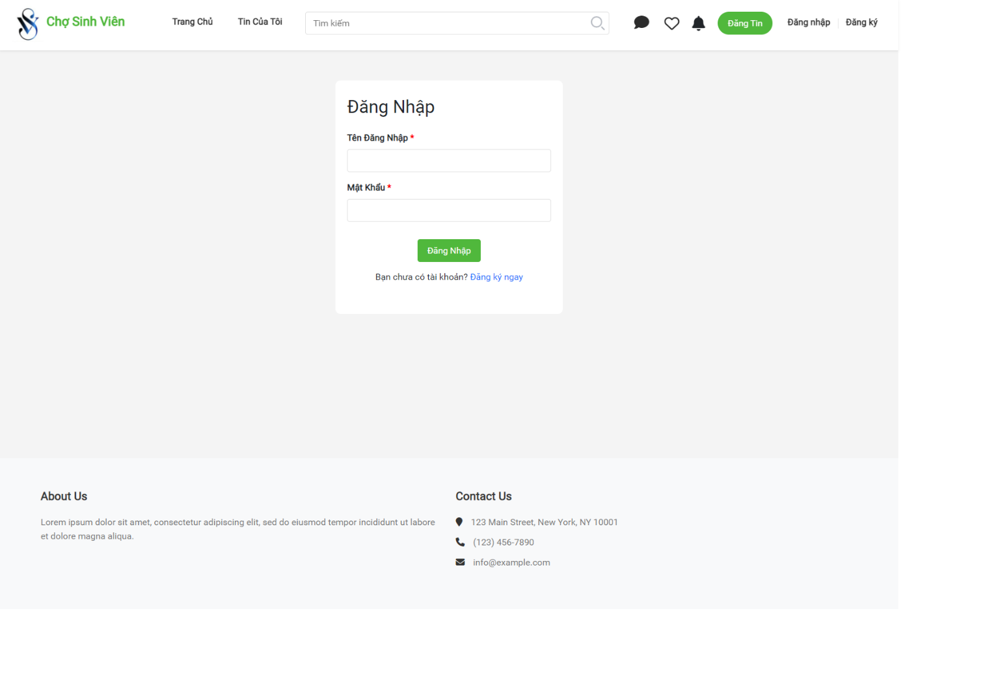 Chợ Sinh Viên
Trang Chủ
Tin Của Tôi
Tìm kiếm
Đăng Tin
Đăng nhập
Đăng ký
Đăng Nhập
Tên Đăng Nhập *
Mật Khẩu *
Đăng Nhập
Bạn chưa có tài khoản? Đăng ký ngay
About Us
Lorem ipsum dolor sit amet, consectetur adipiscing elit, sed do eiusmod tempor incididunt ut labore
et dolore magna aliqua.
Contact Us
123 Main Street, New York, NY 10001
(123) 456-7890
info@example.com